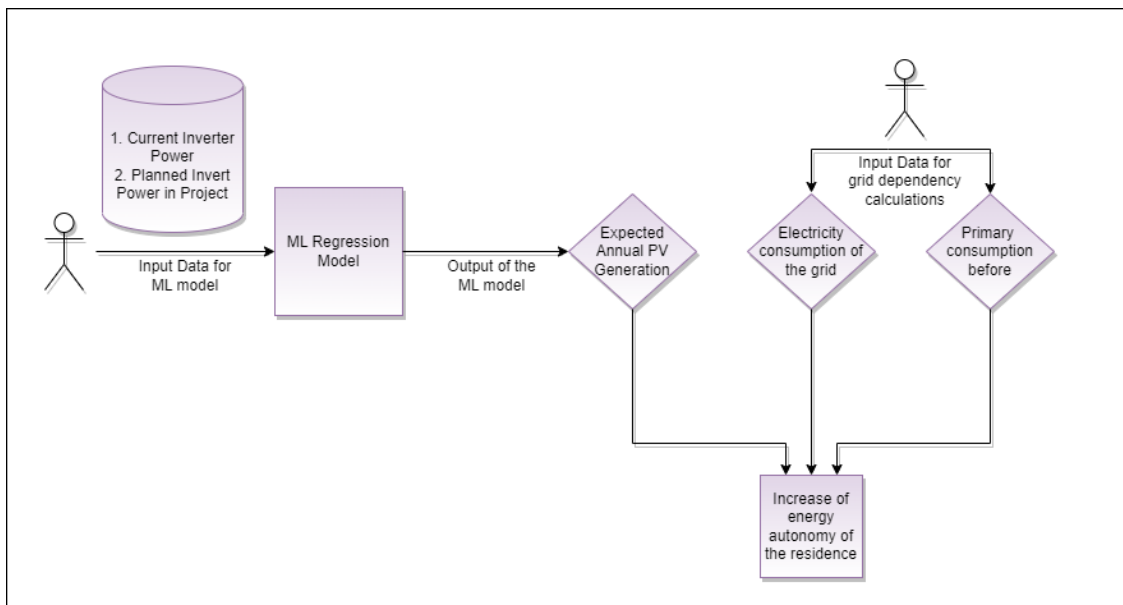 1. Current Inverter
Power
2. Planned Invert
Power in Project
Input Data for
ML model
ML Regression
Model
Output of the
ML model
Expected
Annual PV
Generation
Input Data for
grid dependency
calculations
Electricity
consumption of
the grid
Primary
consumption
before
Increase of
energy
autonomy of
the residence